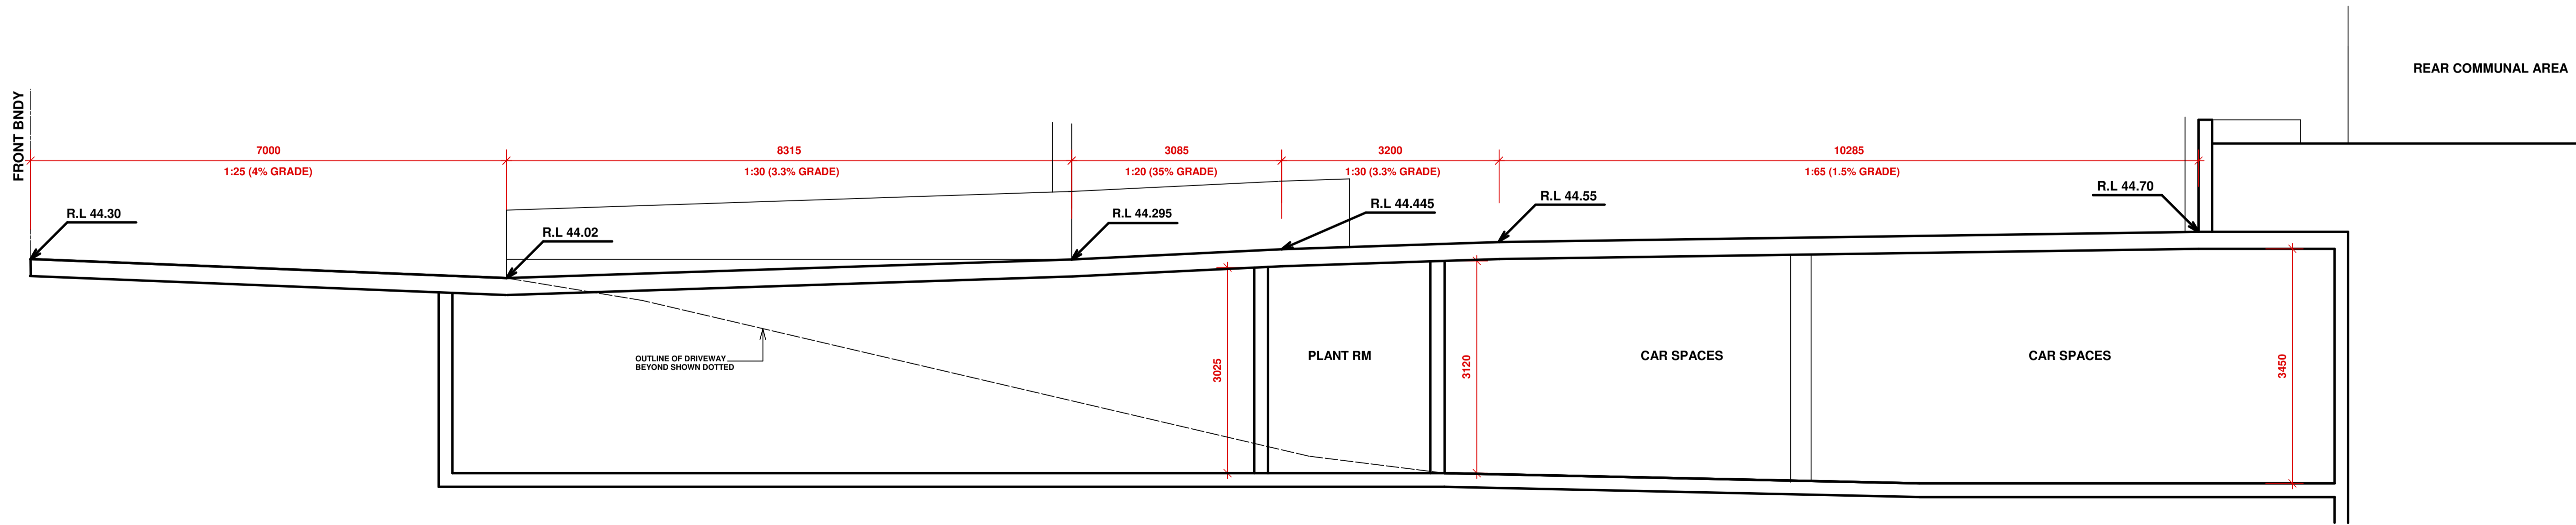 REAR COMMUNAL AREA
FRONT BNDY
7000
8315
3085
3200
10285
1:25 (4% GRADE)
1:30 (3.3% GRADE)
1:20 (35% GRADE)
1:30 (3.3% GRADE)
1:65 (1.5% GRADE)
R.L 44.30
R.L 44.02
R.L 44.295
R.L 44.445
R.L 44.55
R.L 44.70
OUTLINE OF DRIVEWAY
BEYOND SHOWN DOTTED
3025
PLANT RM
3120
CAR SPACES
CAR SPACES
3450